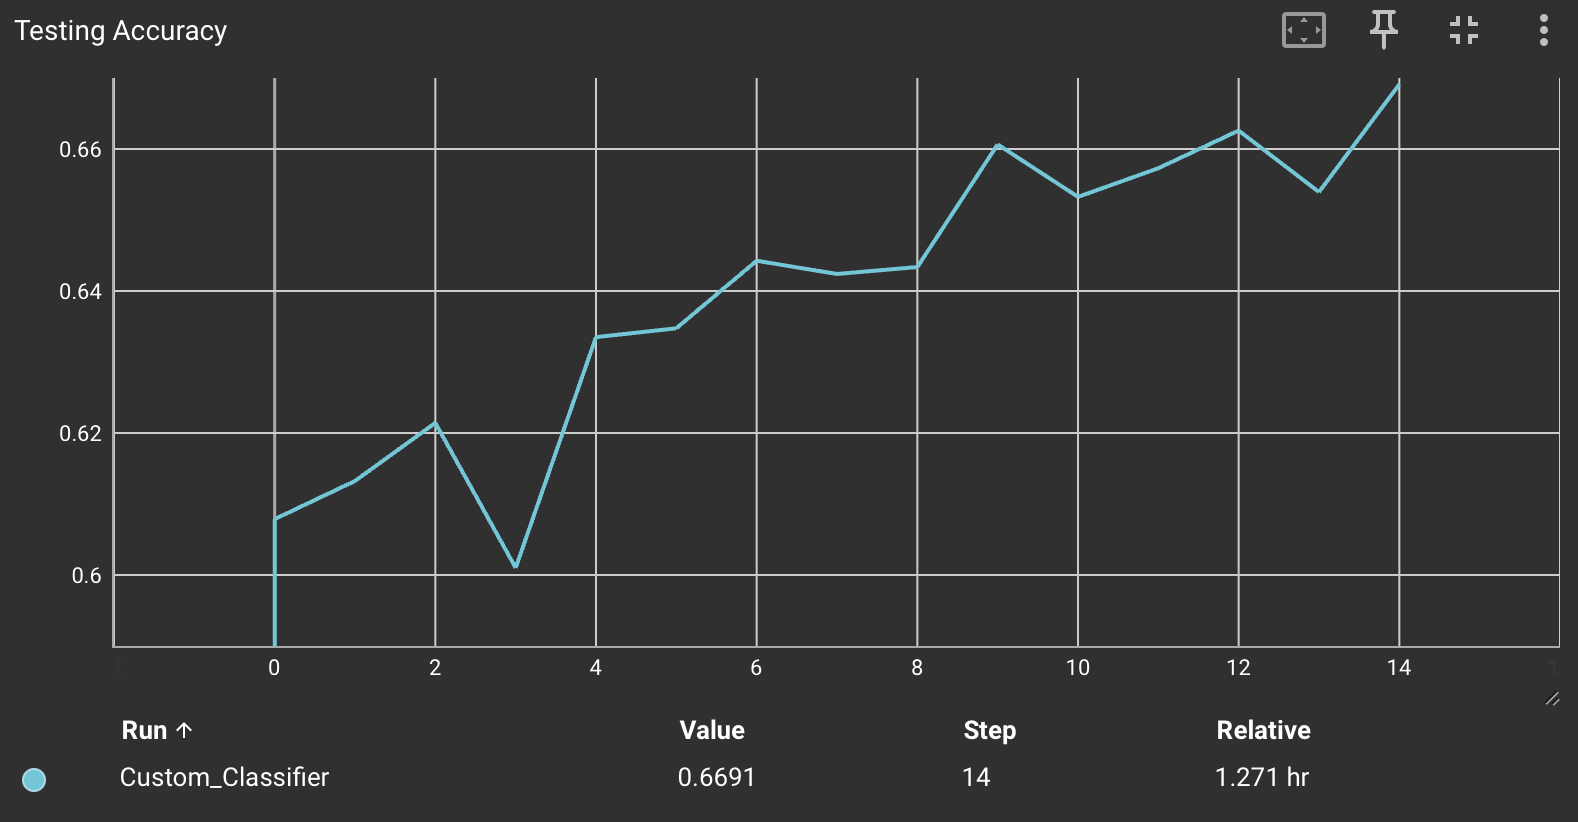 Testing Accuracy
0.66
0.64
0.62
0.6
0 2 4 6 8 10 12 14
Run ↑ Value Step Relative
Custom_Classifier 0.6691 14 1.271 hr